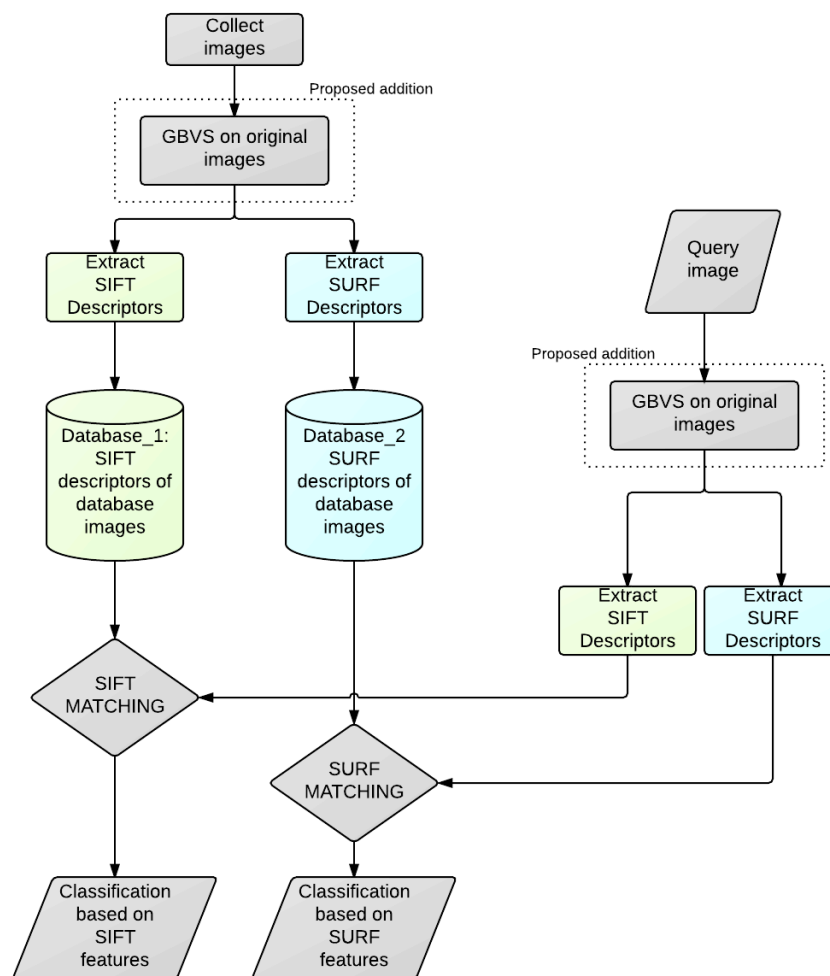 Collect
images
Proposed addition
GBVS on original
images
Extract
SIFT
Descriptors
Extract
SURF
Descriptors
Query
image
Proposed addition
GBVS on original
images
Database_1:
SIFT
descriptors of
database
images
Database_2
SURF
descriptors of
database
images
Extract
SIFT
Descriptors
Extract
SURF
Descriptors
SIFT
MATCHING
SURF
MATCHING
Classification
based on
SIFT
features
Classification
based on
SURF
features